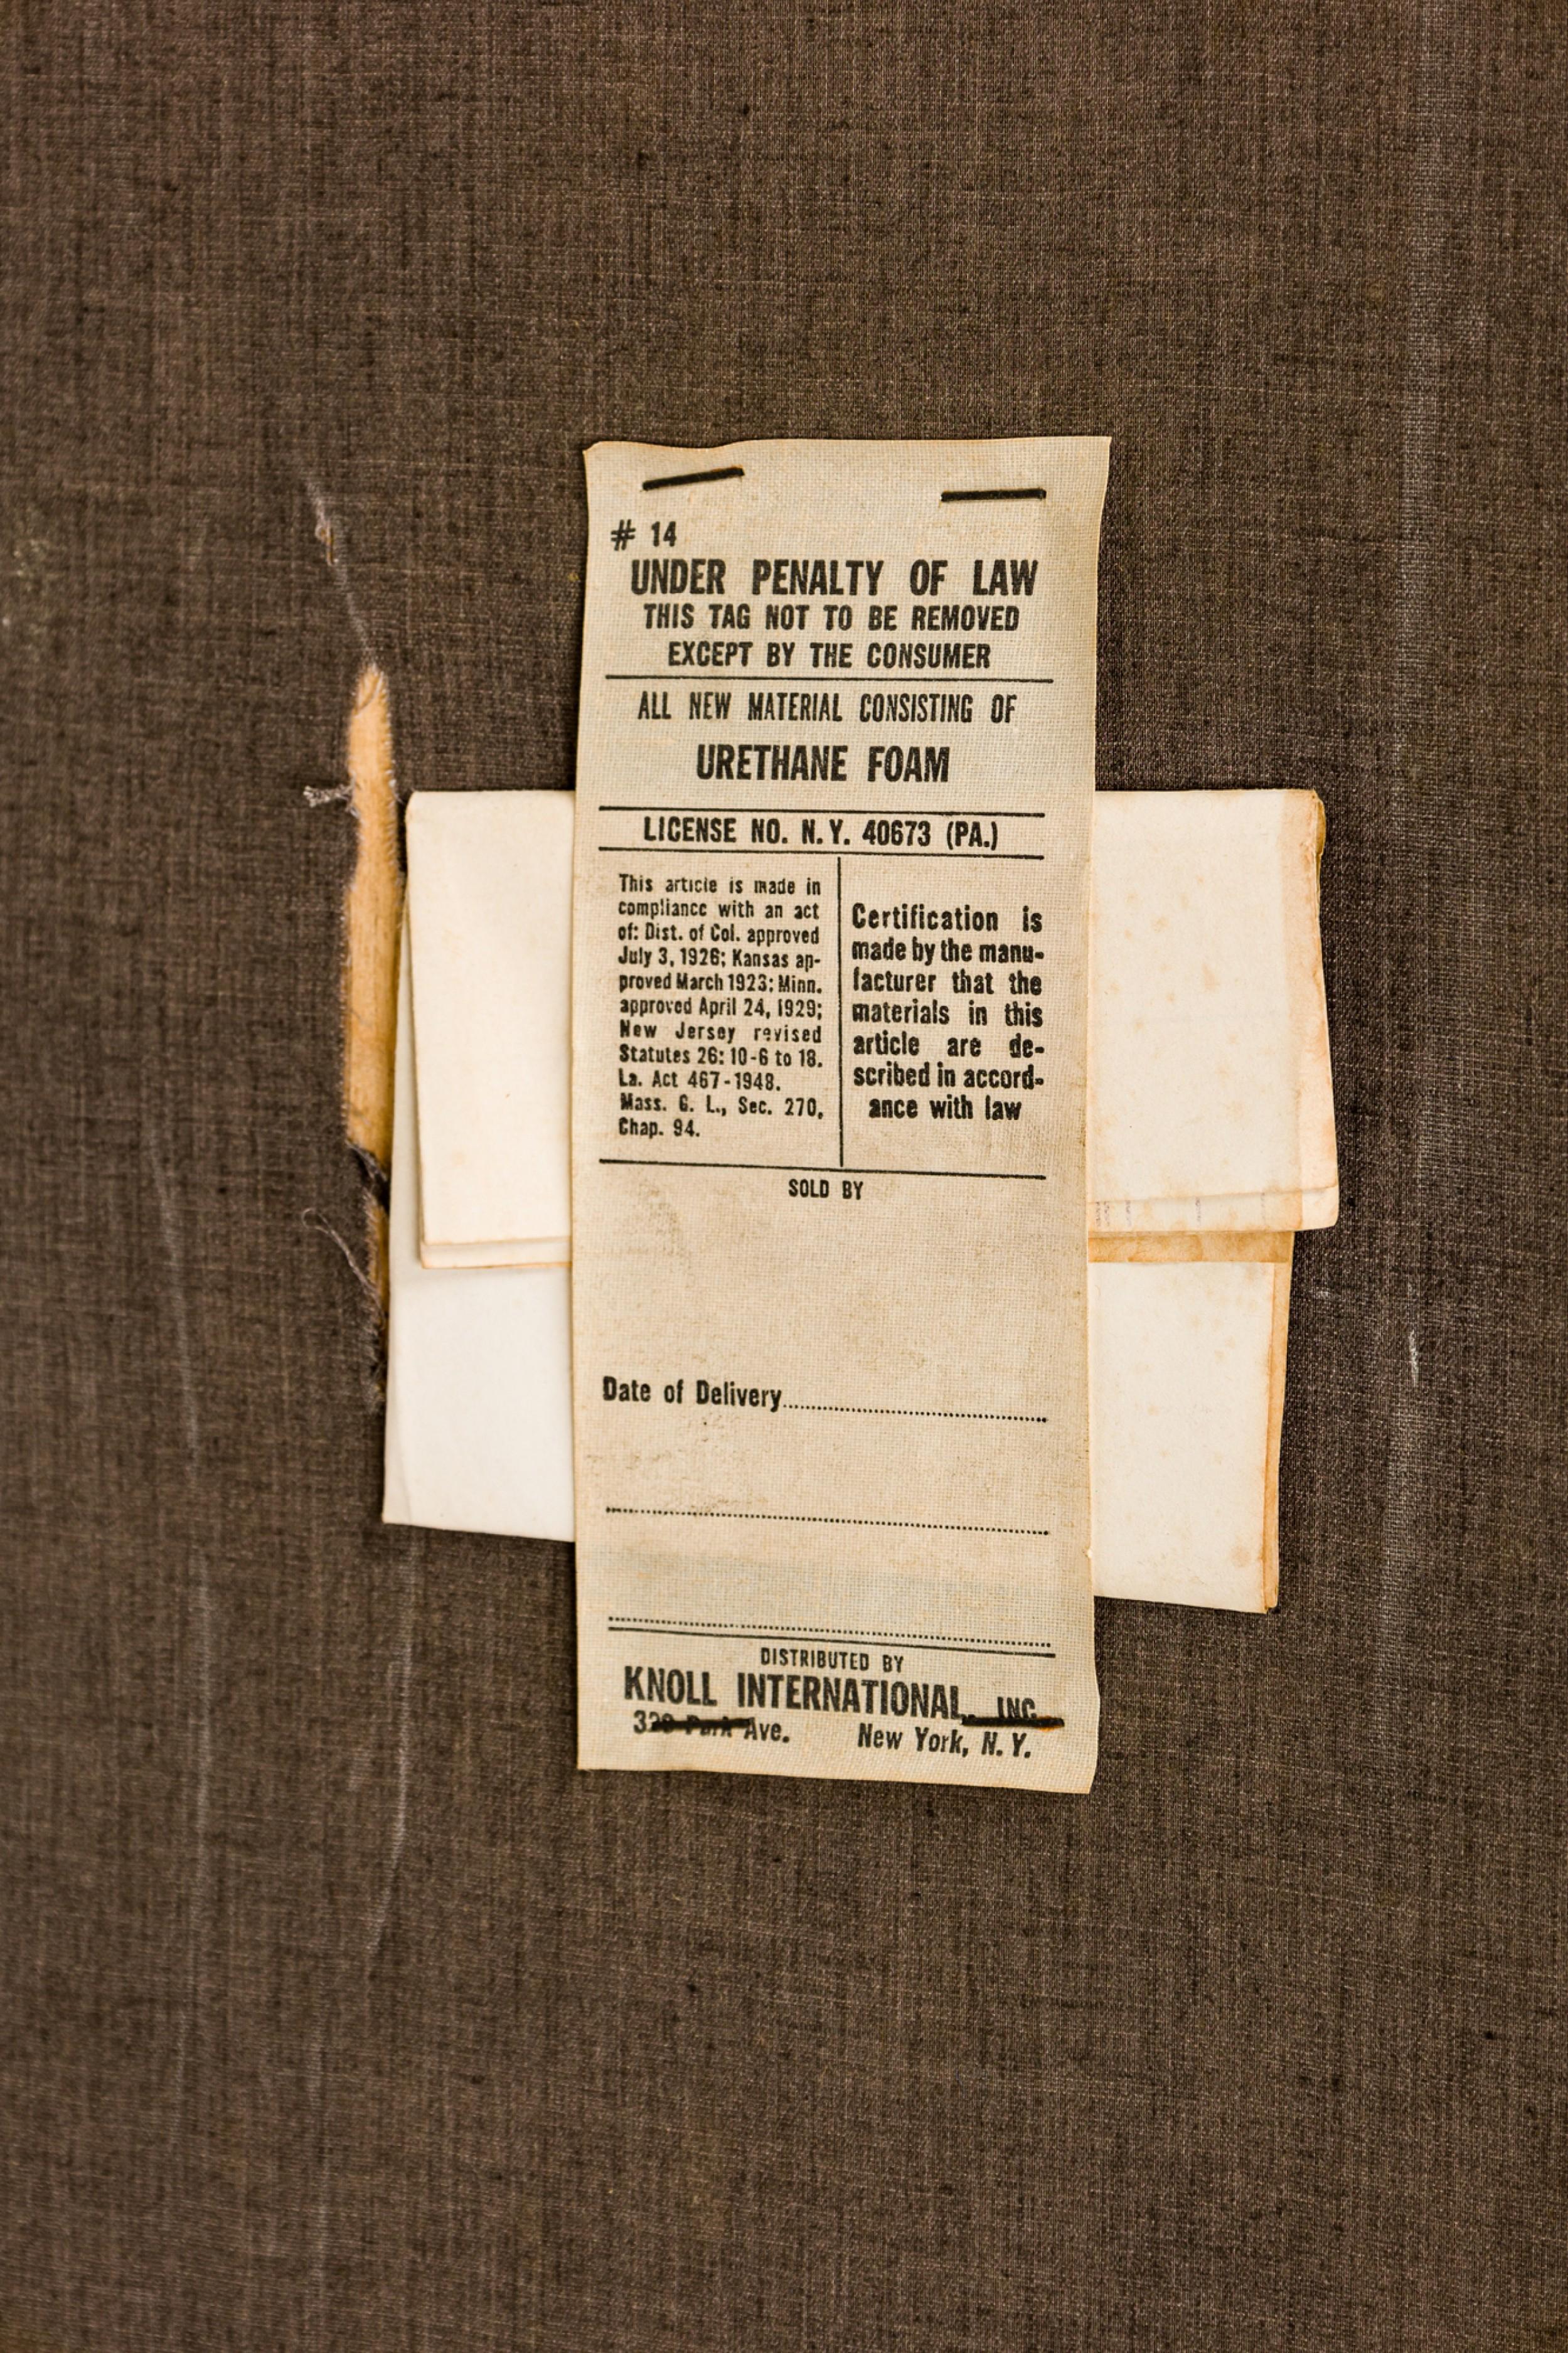 # 14
UNDER PENALTY OF LAW
THIS TAG NOT TO BE REMOVED
EXCEPT BY THE CONSUMER
ALL NEW MATERIAL CONSISTING OF
URETHANE FOAM
LICENSE NO. N.Y. 40673 (PA.)
This article is made in
compliance with an act
of: Dist. of Col. approved
July 3, 1926; Kansas ap-
proved March 1923; Minn.
approved April 24, 1929;
New Jersey revised
Statutes 26: 10-6 to 18.
La. Act 467-1948.
Mass. G. L., Sec. 270,
Chap. 94.
Certification is
made by the manu-
facturer that the
materials in this
article are de-
scribed in accord-
ance with law
SOLD BY
Date of Delivery
DISTRIBUTED BY
KNOLL INTERNATIONAL, INC.
Park Ave. New York, N.Y.